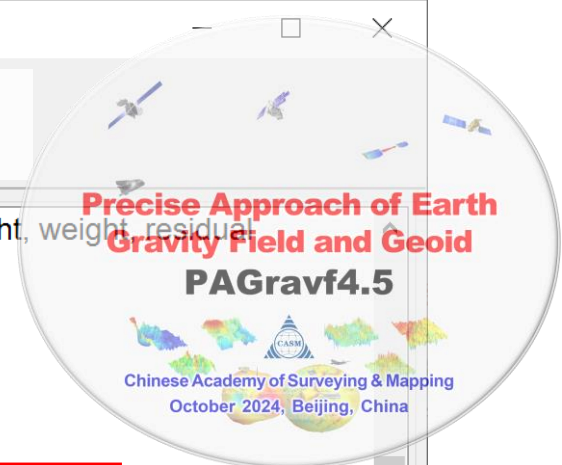 Precise Approach of Earth
ht, weight, residual
Gravity Field and Geoid
PAGravf4.5
CASM
Chinese Academy of Surveying & Mapping
October 2024, Beijing, China